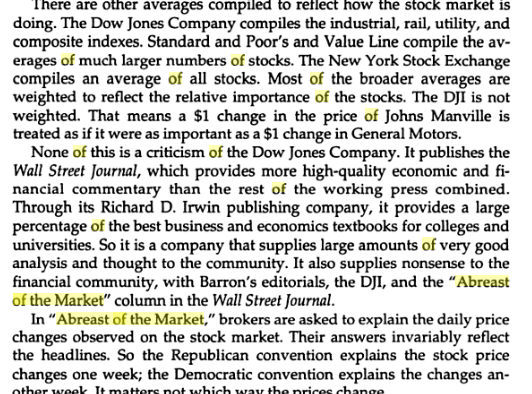 There are other averages compiled to reflect how the stock market is
doing. The Dow Jones Company compiles the industrial, rail, utility, and
composite indexes. Standard and Poor's and Value Line compile the av-
erages of much larger numbers of stocks. The New York Stock Exchange
compiles an average of all stocks. Most of the broader averages are
weighted to reflect the relative importance of the stocks. The DJI is not
weighted. That means a $1 change in the price of Johns Manville is
treated as if it were as important as a $1 change in General Motors.
None of this is a criticism of the Dow Jones Company. It publishes the
Wall Street Journal, which provides more high-quality economic and fi-
nancial commentary than the rest of the working press combined.
Through its Richard D. Irwin publishing company, it provides a large
percentage of the best business and economics textbooks for colleges and
universities. So it is a company that supplies large amounts of very good
analysis and thought to the community. It also supplies nonsense to the
financial community, with Barron's editorials, the DJI, and the "Abreast
of the Market" column in the Wall Street Journal.
In "Abreast of the Market," brokers are asked to explain the daily price
changes observed on the stock market. Their answers invariably reflect
the headlines. So the Republican convention explains the stock price
changes one week; the Democratic convention explains the changes an-
other week. It matters not which way the prices change.